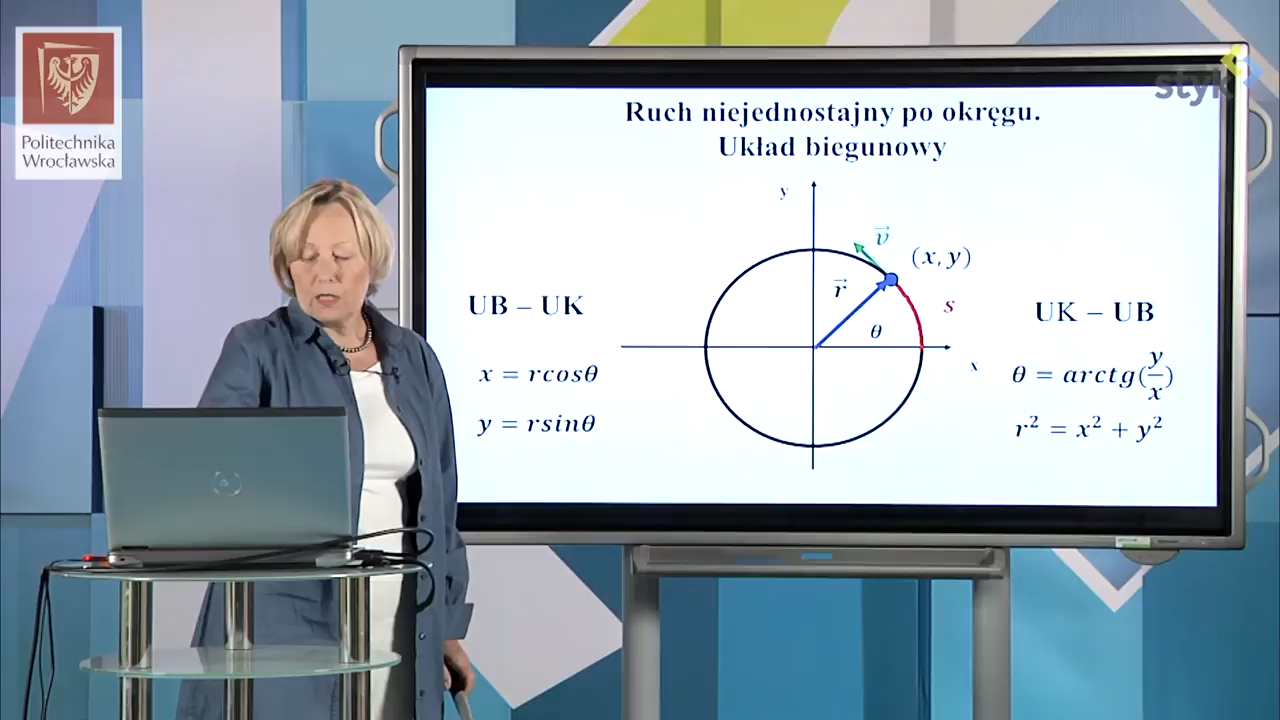 Politechnika
Wrocławska
styk
Ruch niejednostajny po okręgu.
Układ biegunowy
y
v⃗
(x, y)
r⃗
s
θ
x
UB – UK
x = rcosθ
y = rsinθ
UK – UB
θ = arctg(y/x)
r² = x² + y²